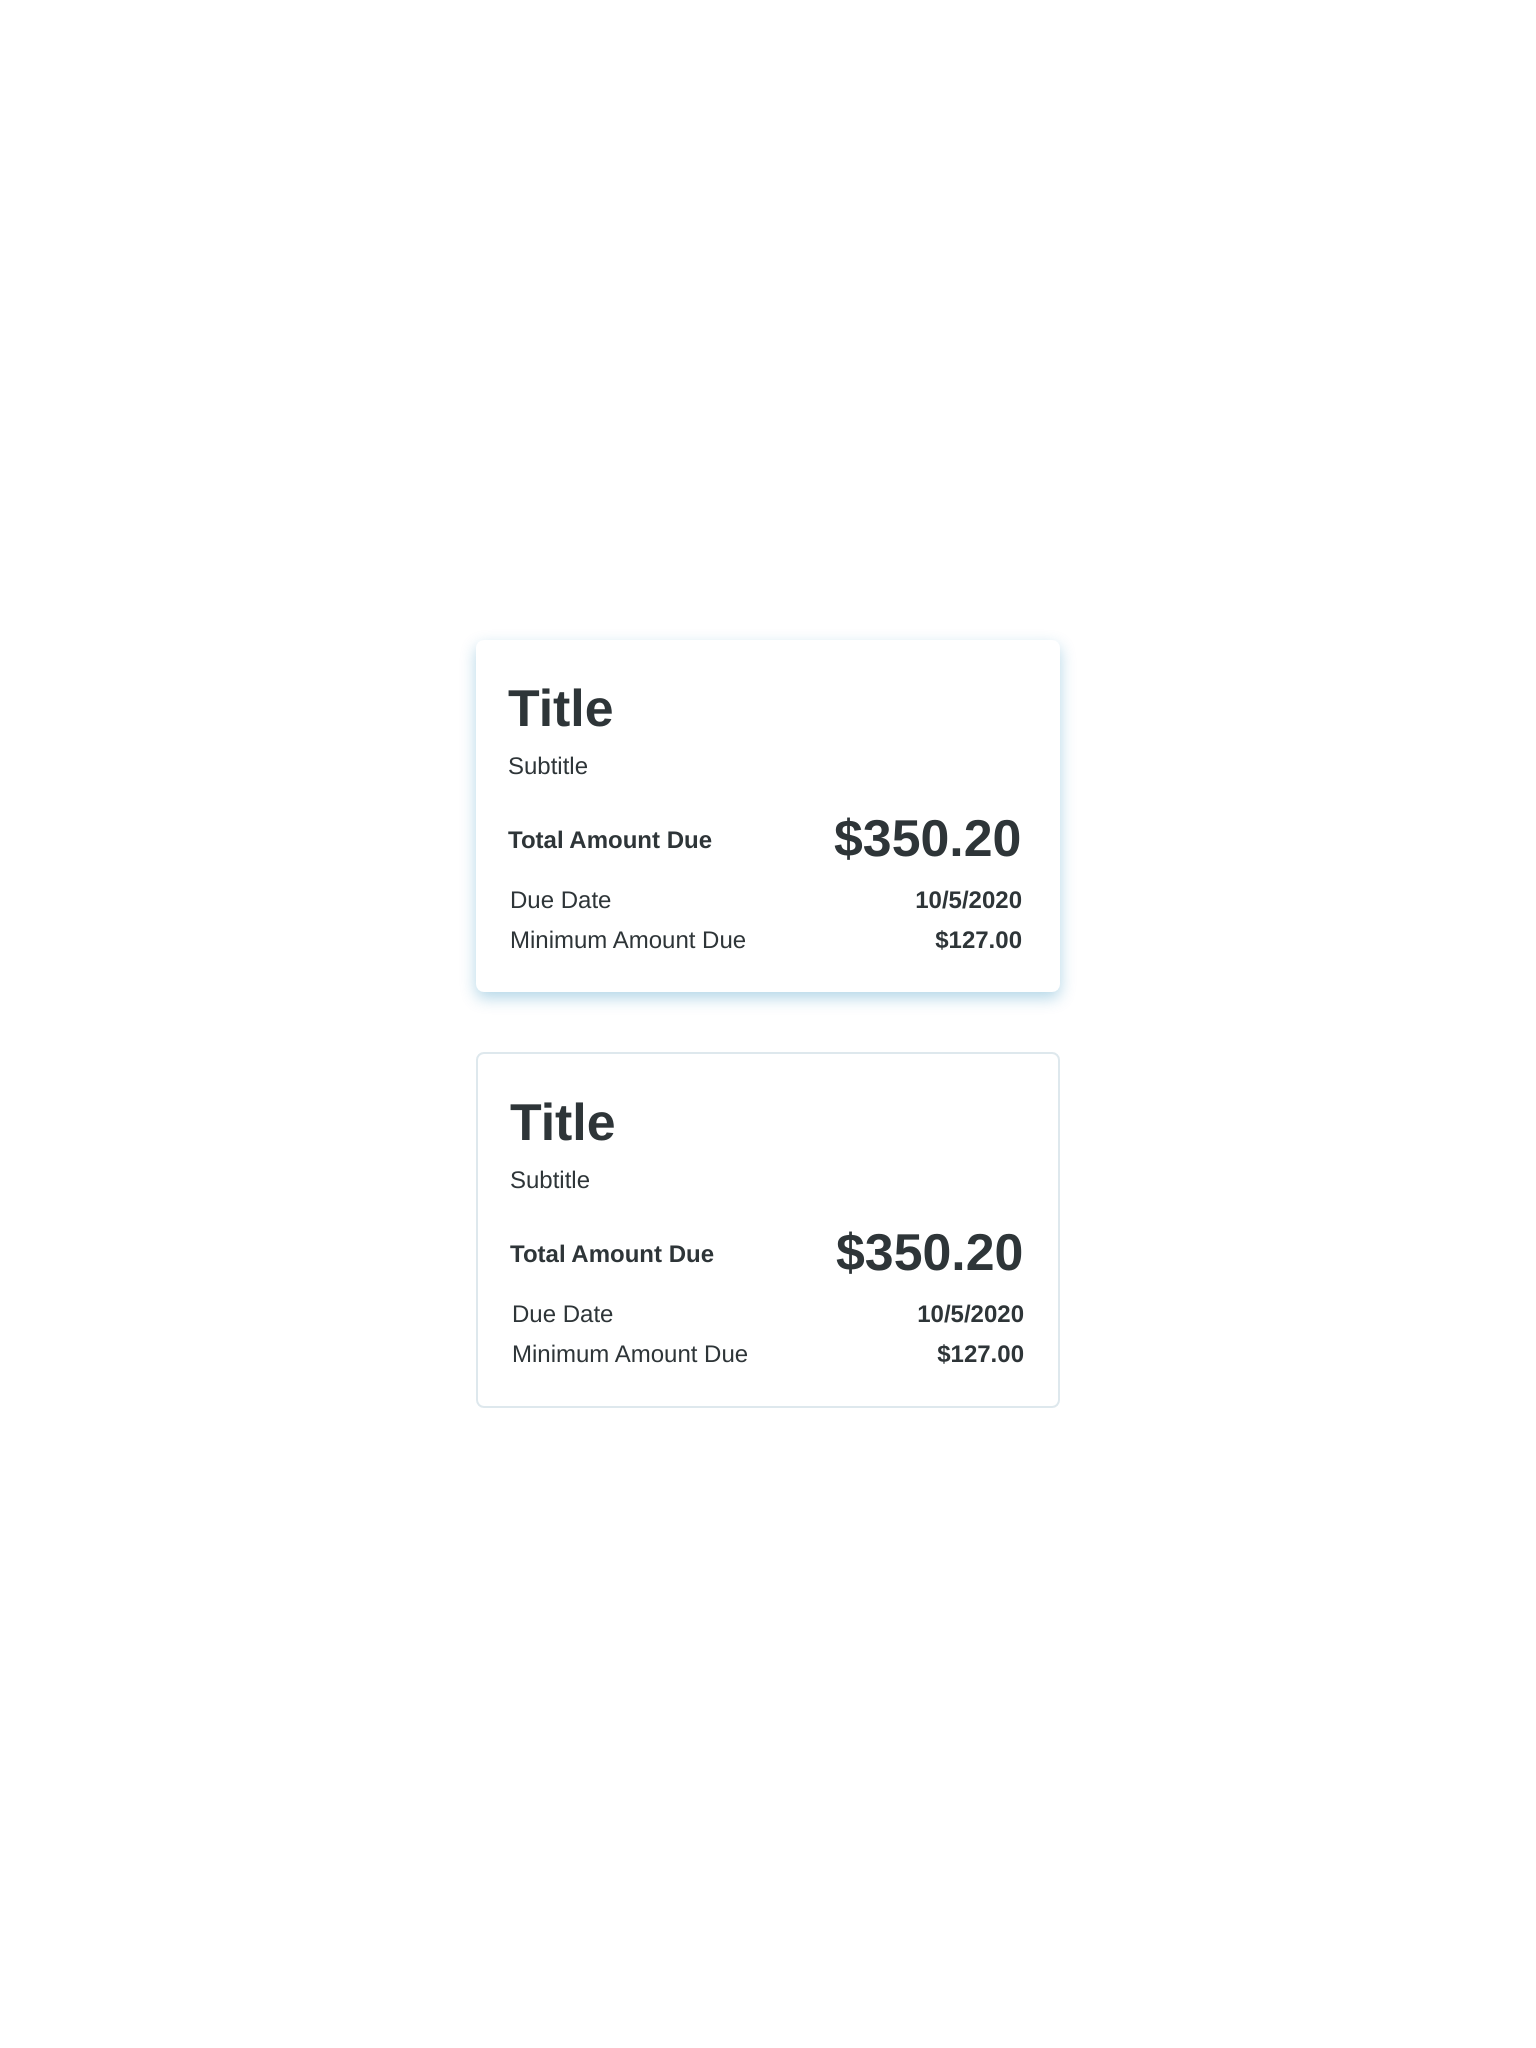 Title
Subtitle
Total Amount Due $350.20
Due Date 10/5/2020
Minimum Amount Due $127.00
Title
Subtitle
Total Amount Due $350.20
Due Date 10/5/2020
Minimum Amount Due $127.00